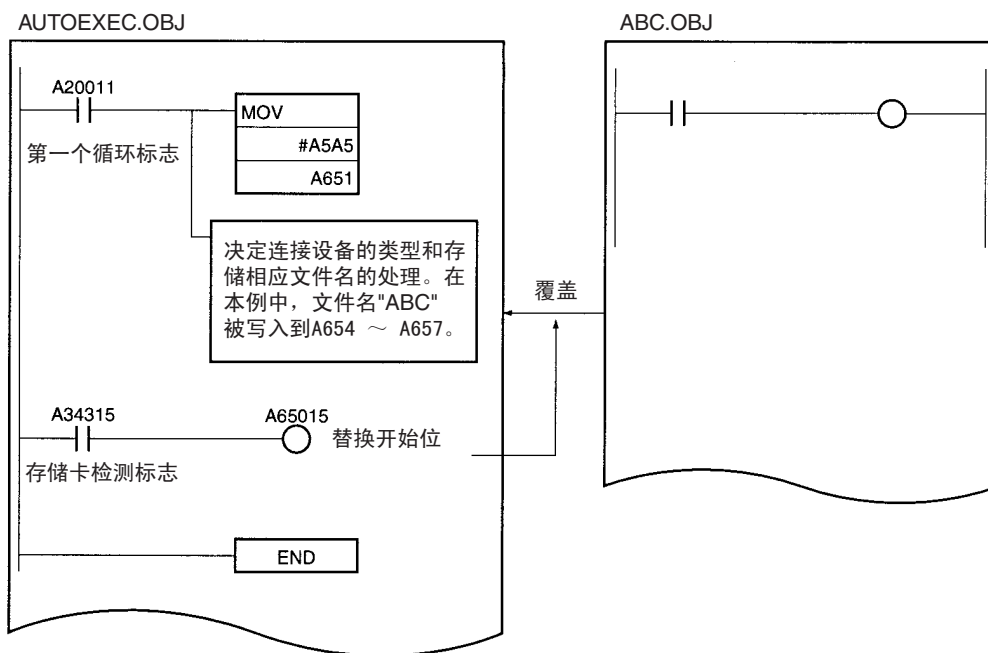 AUTOEXEC.OBJ
A20011
第一个循环标志
MOV
#A5A5
A651
决定连接设备的类型和存
储相应文件名的处理。在
本例中，文件名"ABC"
被写入到A654 ～ A657。
A34315
存储卡检测标志
A65015
替换开始位
END
覆盖
ABC.OBJ